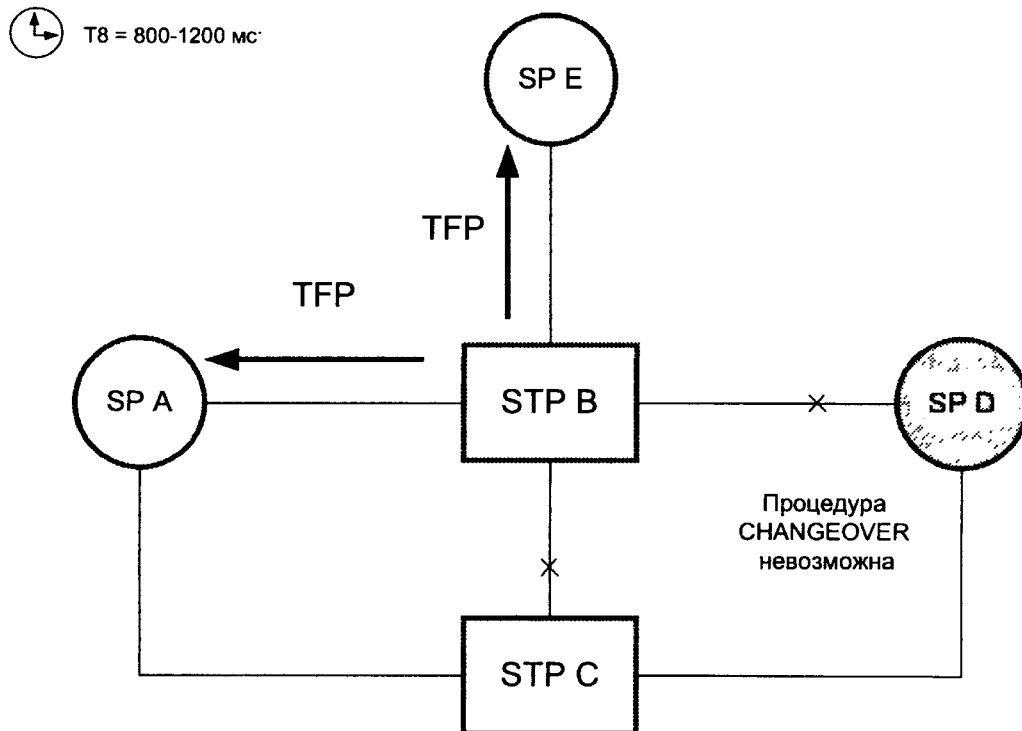 T8 = 800-1200 мс
SP E
TFP
TFP
SP A
STP B
SP D
Процедура
CHANGEOVER
невозможна
STP C